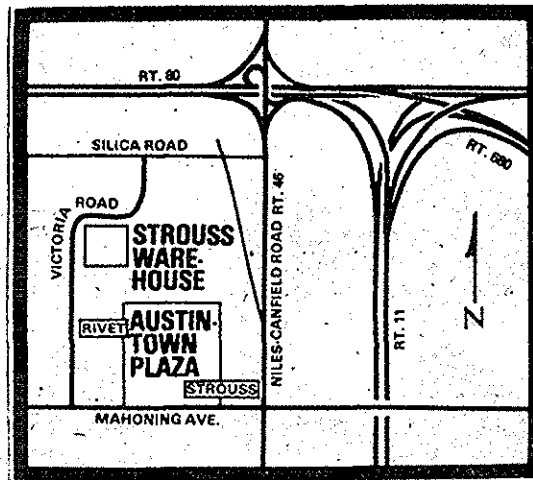 RT. 80
SILICA ROAD
VICTORIA ROAD
STROUSS
WARE-
HOUSE
NILES-CANFIELD ROAD RT. 46
RT. 680
RT. 11
N
RIVET
AUSTIN-
TOWN
PLAZA
STROUSS
MAHONING AVE.